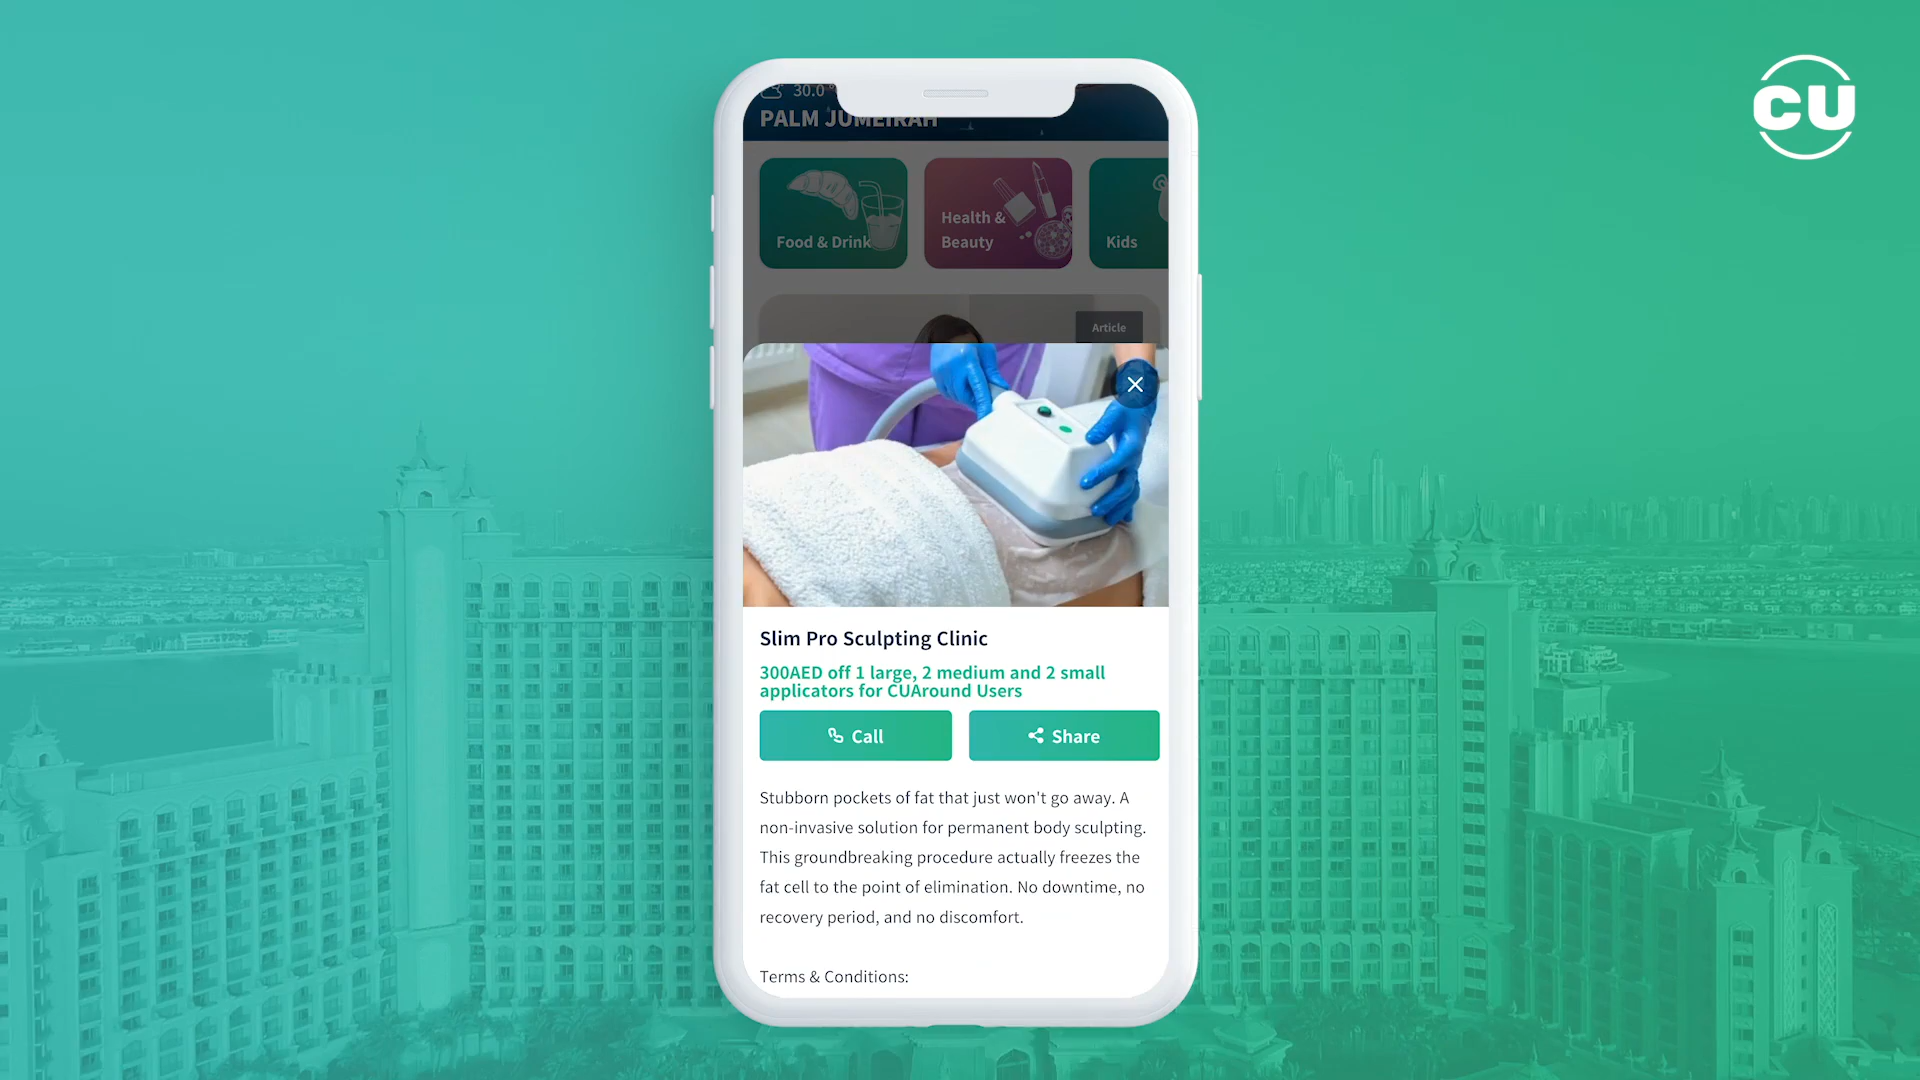 CU
30.0
PALM JUMEIRAH
Food & Drink
Health &
Beauty
Kids
Article
Slim Pro Sculpting Clinic
300AED off 1 large, 2 medium and 2 small
applicators for CUAround Users
Call
Share
Stubborn pockets of fat that just won't go away. A
non-invasive solution for permanent body sculpting.
This groundbreaking procedure actually freezes the
fat cell to the point of elimination. No downtime, no
recovery period, and no discomfort.
Terms & Conditions: